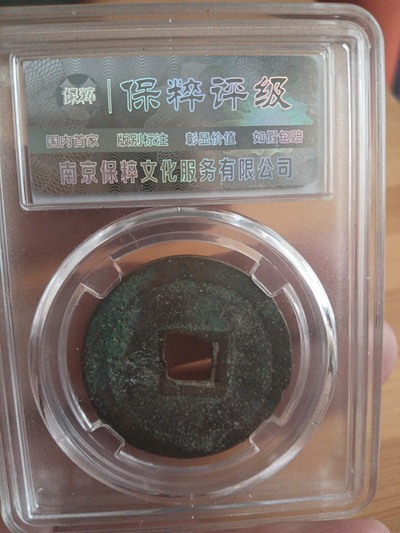 保粹 保粹评级
国内首家 版别标注 彰显价值 如假包赔
南京保粹文化服务有限公司